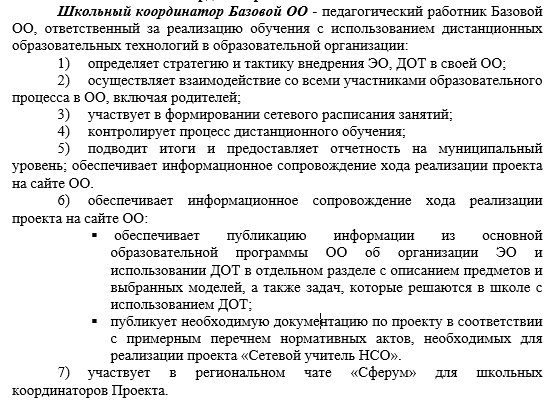 Школьный координатор Базовой ОО - педагогический работник Базовой
ОО, ответственный за реализацию обучения с использованием дистанционных
образовательных технологий в образовательной организации:
1) определяет стратегию и тактику внедрения ЭО, ДОТ в своей ОО;
2) осуществляет взаимодействие со всеми участниками образовательного
процесса в ОО, включая родителей;
3) участвует в формировании сетевого расписания занятий;
4) контролирует процесс дистанционного обучения;
5) подводит итоги и предоставляет отчетность на муниципальный
уровень; обеспечивает информационное сопровождение хода реализации проекта
на сайте ОО.
6) обеспечивает информационное сопровождение хода реализации
проекта на сайте ОО:
▪ обеспечивает публикацию информации из основной
образовательной программы ОО об организации ЭО и
использовании ДОТ в отдельном разделе с описанием предметов и
выбранных моделей, а также задач, которые решаются в школе с
использованием ДОТ;
▪ публикует необходимую документацию по проекту в соответствии
с примерным перечнем нормативных актов, необходимых для
реализации проекта «Сетевой учитель НСО».
7) участвует в региональном чате «Сферум» для школьных
координаторов Проекта.